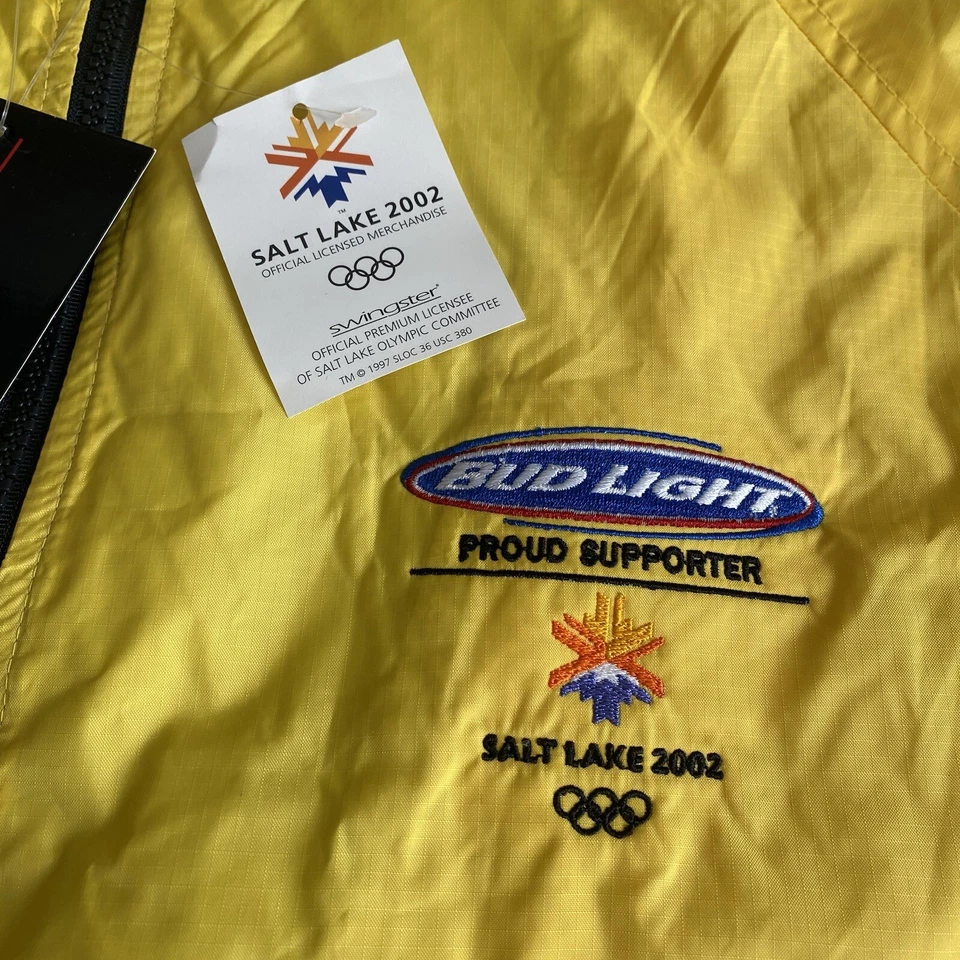 TM
SALT LAKE 2002
OFFICIAL LICENSED MERCHANDISE
swingster®
OFFICIAL PREMIUM LICENSEE
OF SALT LAKE OLYMPIC COMMITTEE
TM © 1997 SLOC 36 USC 380
BUD LIGHT
PROUD SUPPORTER
SALT LAKE 2002